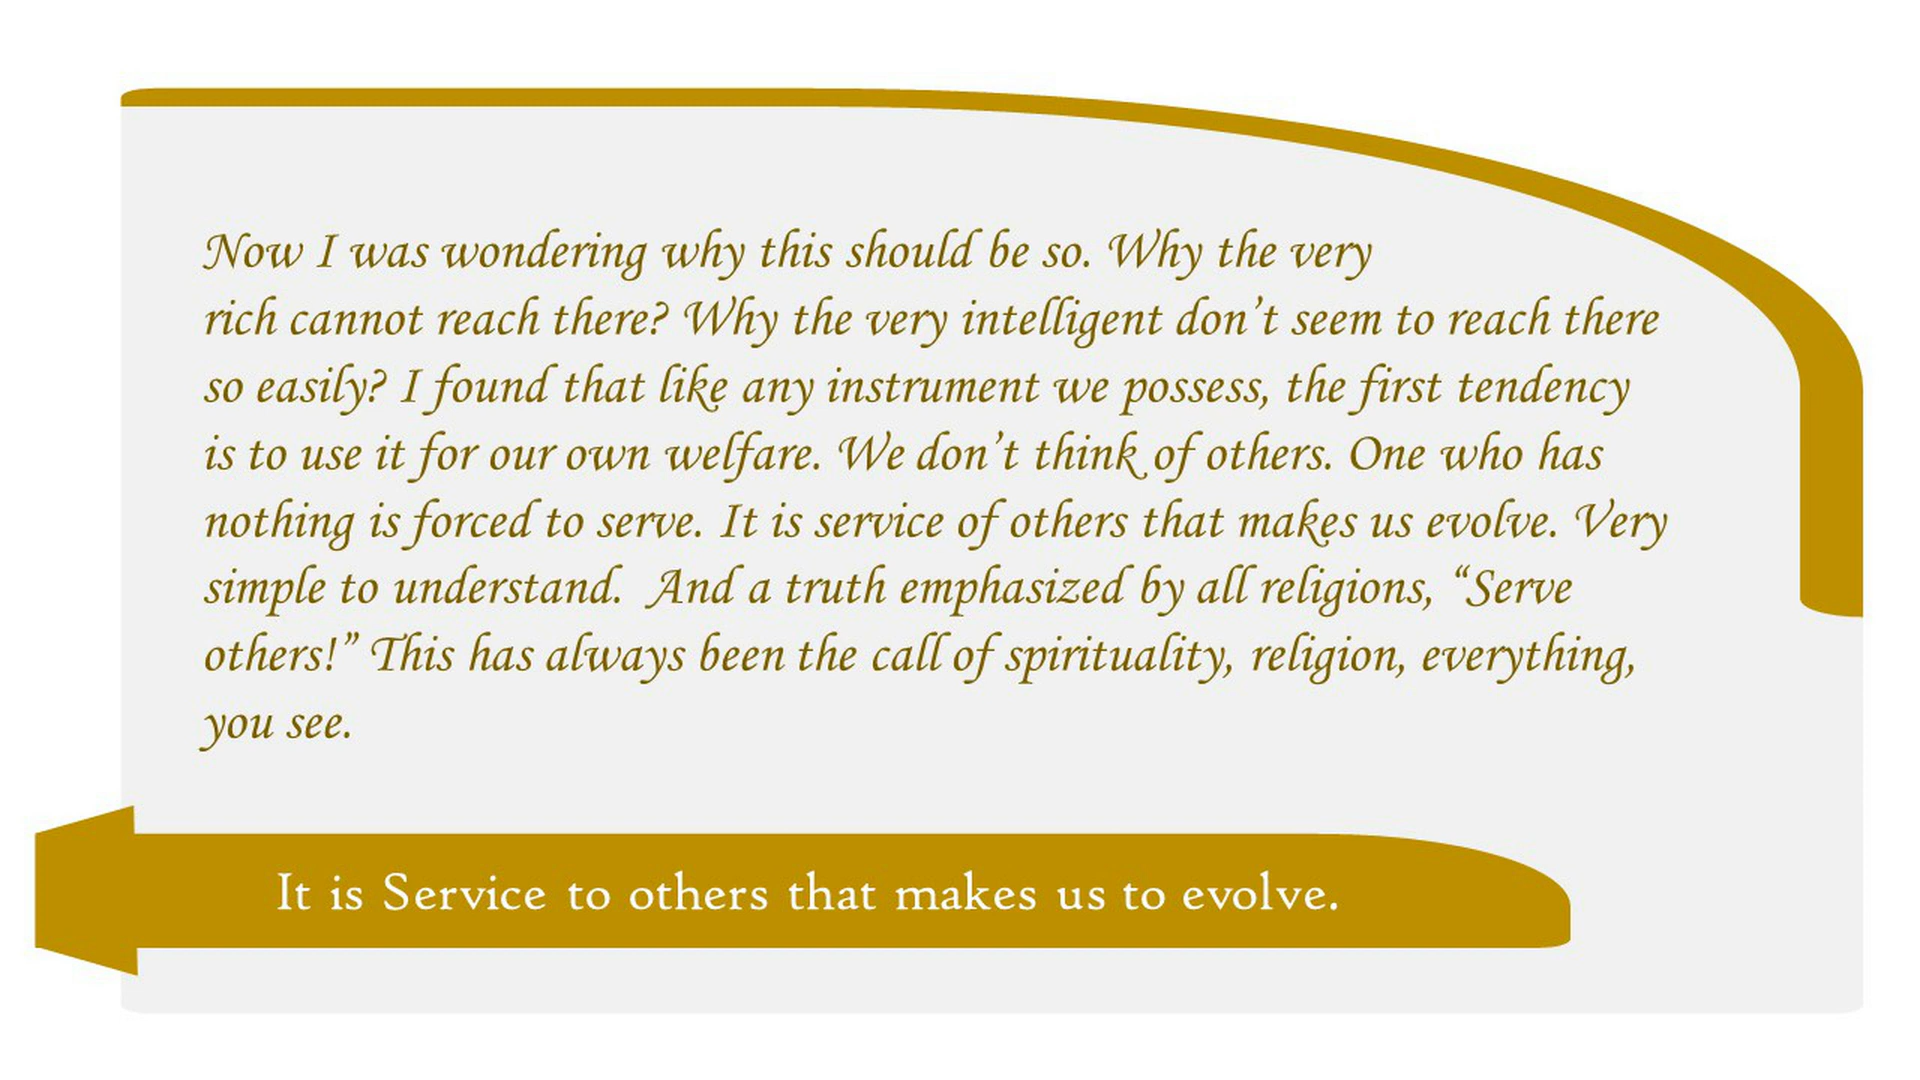 Now I was wondering why this should be so. Why the very
rich cannot reach there? Why the very intelligent don’t seem to reach there
so easily? I found that like any instrument we possess, the first tendency
is to use it for our own welfare. We don’t think of others. One who has
nothing is forced to serve. It is service of others that makes us evolve. Very
simple to understand.  And a truth emphasized by all religions, “Serve
others!” This has always been the call of spirituality, religion, everything,
you see.
It is Service to others that makes us to evolve.